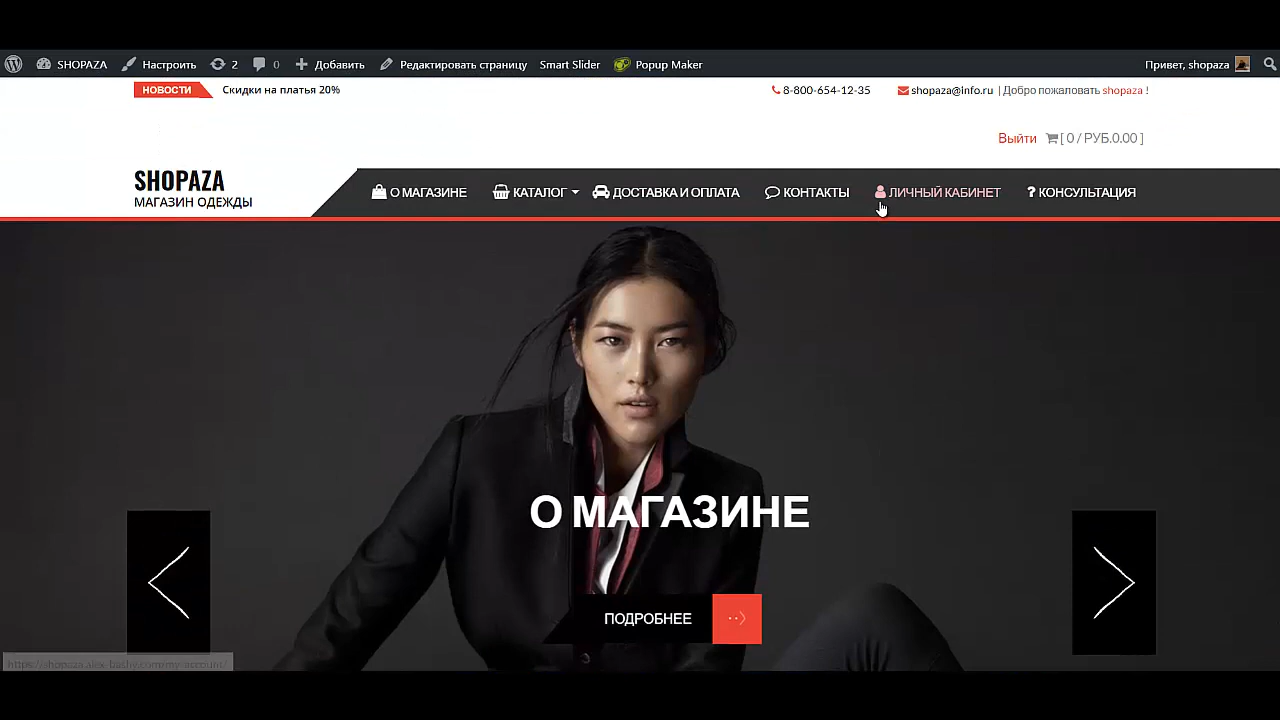 SHOPAZA Настроить 2 0 Добавить Редактировать страницу Smart Slider Popup Maker Привет, shopaza
НОВОСТИ Скидки на платья 20% 8-800-654-12-35 shopaza@info.ru | Добро пожаловать shopaza !
Выйти [ 0 / РУБ.0.00 ]
SHOPAZA
МАГАЗИН ОДЕЖДЫ
О МАГАЗИНЕ КАТАЛОГ ДОСТАВКА И ОПЛАТА КОНТАКТЫ ЛИЧНЫЙ КАБИНЕТ ? КОНСУЛЬТАЦИЯ
О МАГАЗИНЕ
ПОДРОБНЕЕ